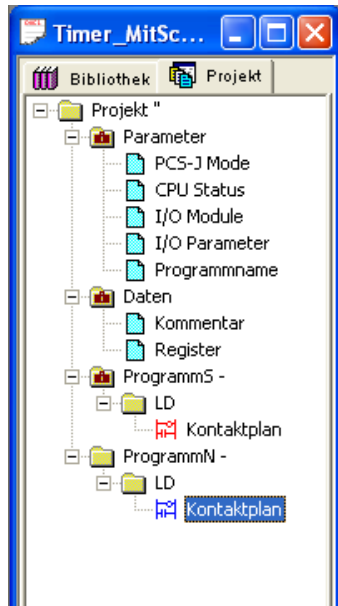 Timer_MitSc...
Bibliothek Projekt
Projekt "
Parameter
PCS-J Mode
CPU Status
I/O Module
I/O Parameter
Programmname
Daten
Kommentar
Register
ProgrammS -
LD
Kontaktplan
ProgrammN -
LD
Kontaktplan